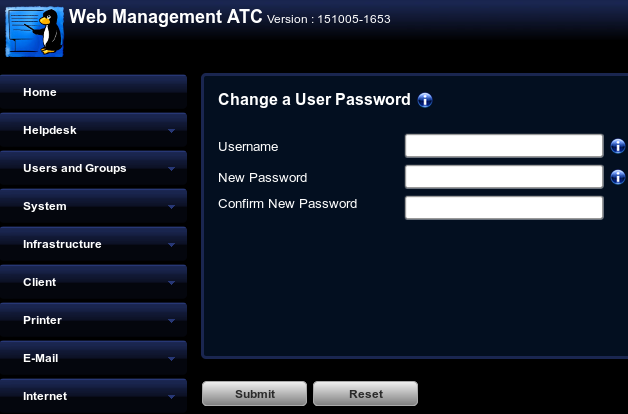 Web Management ATC Version : 151005-1653
Home
Helpdesk
Users and Groups
System
Infrastructure
Client
Printer
E-Mail
Internet
Change a User Password
Username
New Password
Confirm New Password
Submit
Reset